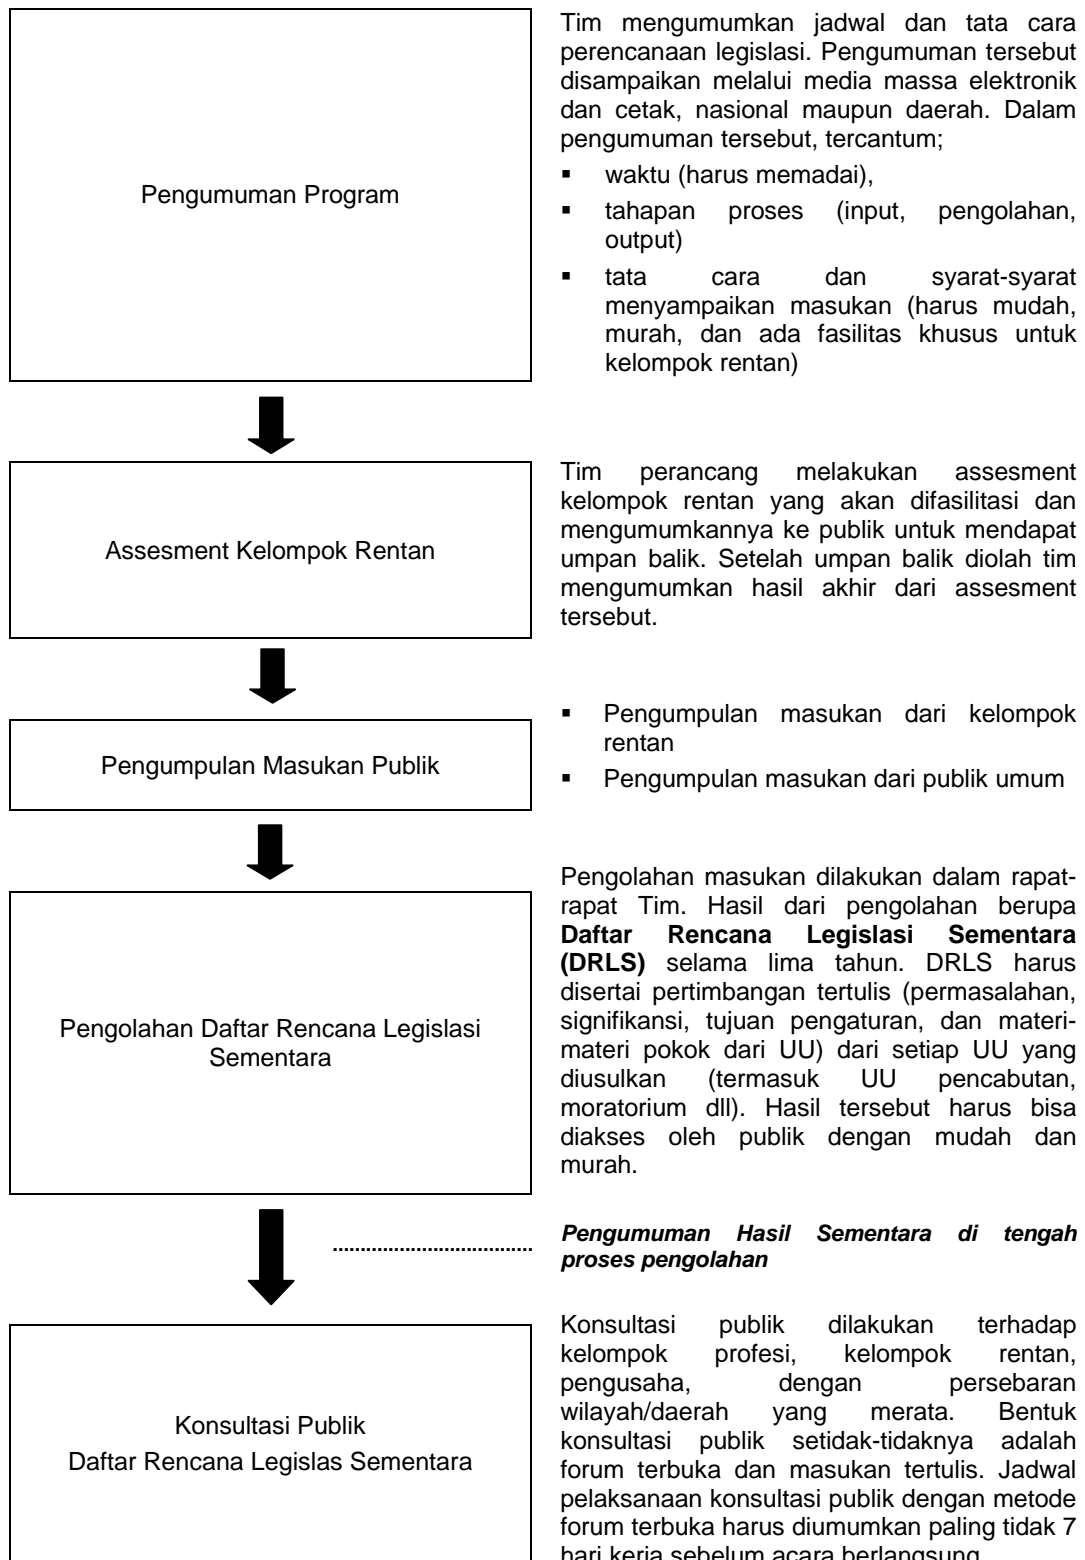 Pengumuman Program
Tim mengumumkan jadwal dan tata cara
perencanaan legislasi. Pengumuman tersebut
disampaikan melalui media massa elektronik
dan cetak, nasional maupun daerah. Dalam
pengumuman tersebut, tercantum;
▪ waktu (harus memadai),
▪ tahapan proses (input, pengolahan,
output)
▪ tata cara dan syarat-syarat
menyampaikan masukan (harus mudah,
murah, dan ada fasilitas khusus untuk
kelompok rentan)
Assesment Kelompok Rentan
Tim perancang melakukan assesment
kelompok rentan yang akan difasilitasi dan
mengumumkannya ke publik untuk mendapat
umpan balik. Setelah umpan balik diolah tim
mengumumkan hasil akhir dari assesment
tersebut.
Pengumpulan Masukan Publik
▪ Pengumpulan masukan dari kelompok
rentan
▪ Pengumpulan masukan dari publik umum
Pengolahan Daftar Rencana Legislasi
Sementara
Pengolahan masukan dilakukan dalam rapat-
rapat Tim. Hasil dari pengolahan berupa
Daftar Rencana Legislasi Sementara
(DRLS) selama lima tahun. DRLS harus
disertai pertimbangan tertulis (permasalahan,
signifikansi, tujuan pengaturan, dan materi-
materi pokok dari UU) dari setiap UU yang
diusulkan (termasuk UU pencabutan,
moratorium dll). Hasil tersebut harus bisa
diakses oleh publik dengan mudah dan
murah.
Pengumuman Hasil Sementara di tengah
proses pengolahan
Konsultasi Publik
Daftar Rencana Legislas Sementara
Konsultasi publik dilakukan terhadap
kelompok profesi, kelompok rentan,
pengusaha, dengan persebaran
wilayah/daerah yang merata. Bentuk
konsultasi publik setidak-tidaknya adalah
forum terbuka dan masukan tertulis. Jadwal
pelaksanaan konsultasi publik dengan metode
forum terbuka harus diumumkan paling tidak 7
hari kerja sebelum acara berlangsung